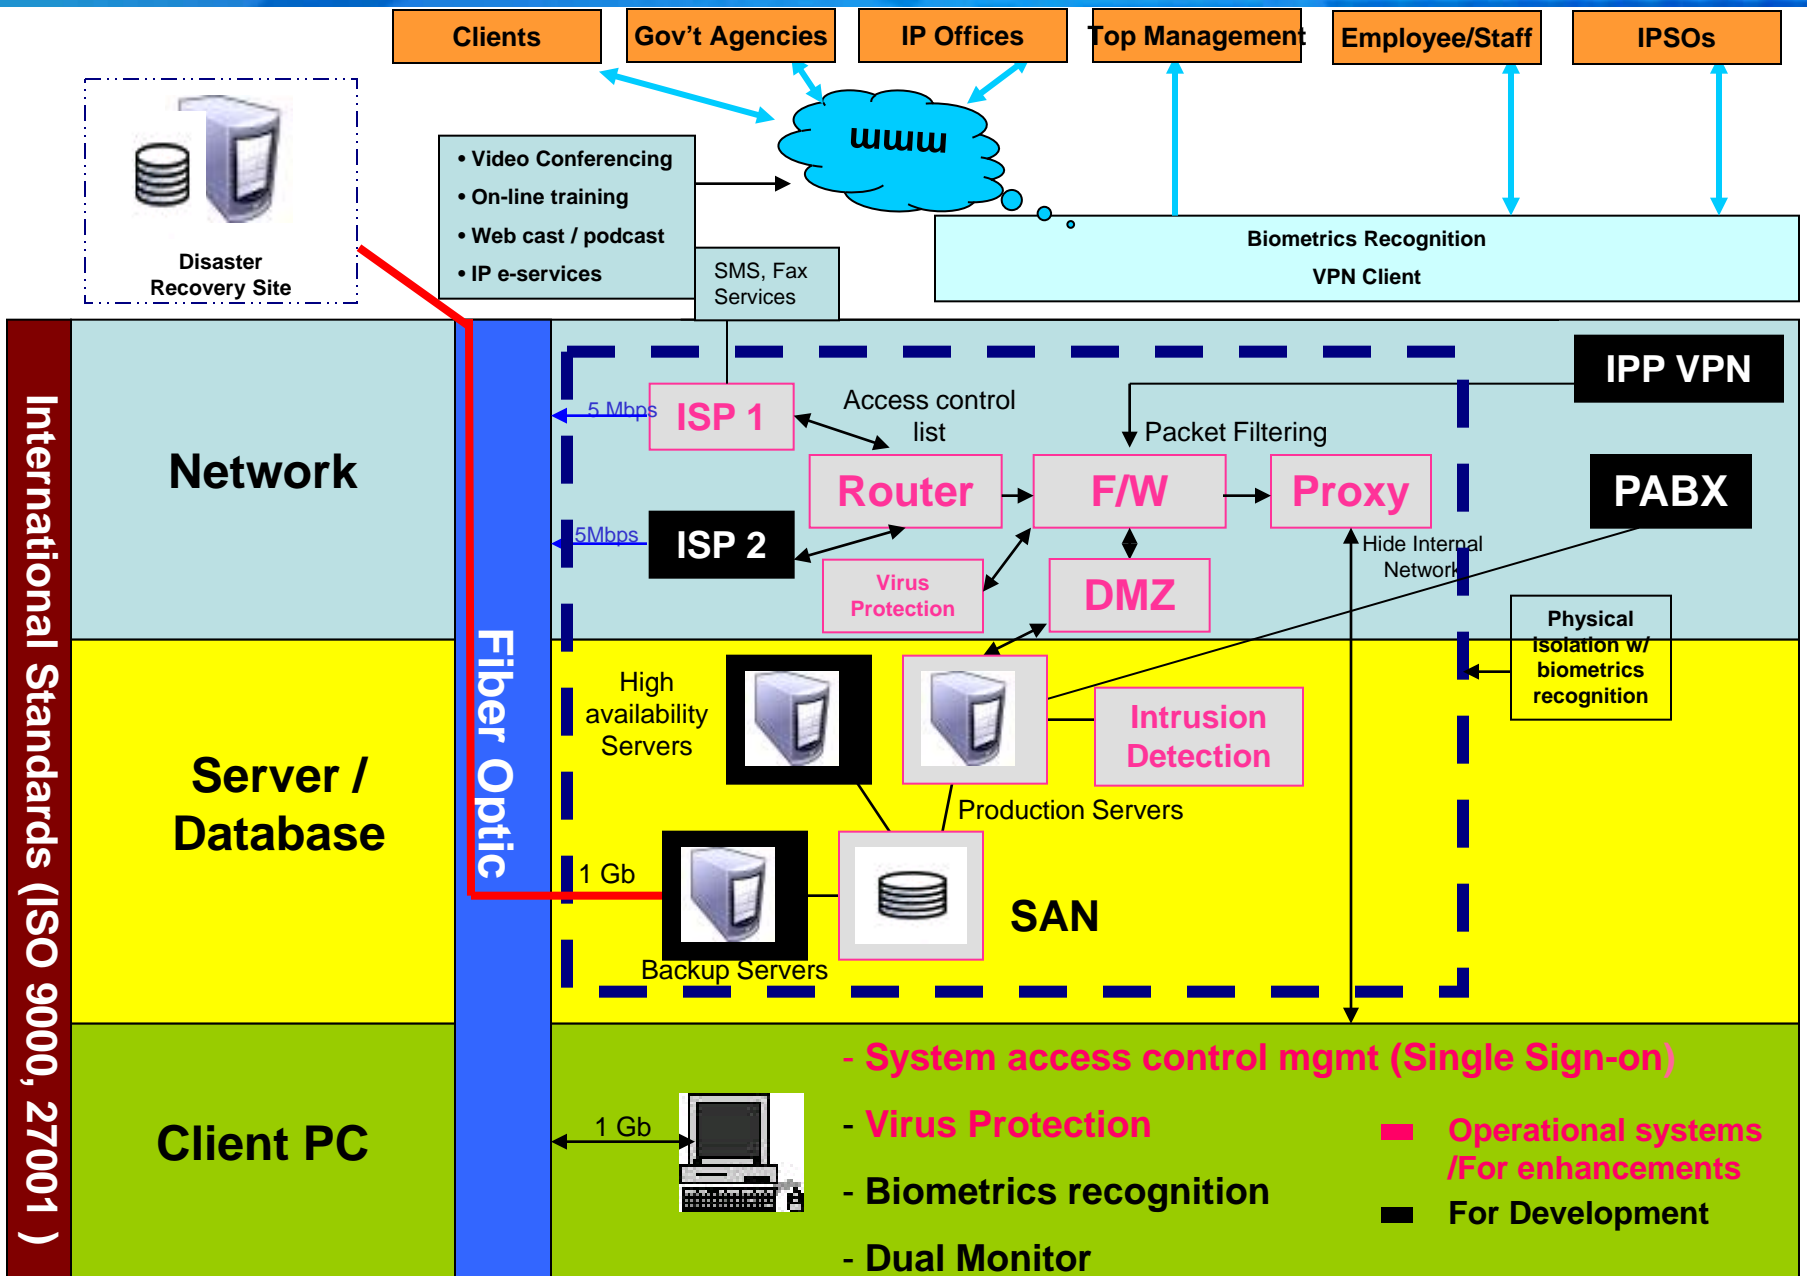 Clients
Gov't Agencies
IP Offices
Top Management
Employee/Staff
IPSOs
www
• Video Conferencing
• On-line training
• Web cast / podcast
• IP e-services
SMS, Fax
Services
Biometrics Recognition
VPN Client
Disaster
Recovery Site
International Standards (ISO 9000, 27001 )
Fiber Optic
Network
5 Mbps
ISP 1
Access control
list
Packet Filtering
IPP VPN
Router
F/W
Proxy
PABX
5Mbps
ISP 2
Hide Internal
Network
Virus
Protection
DMZ
Physical
isolation w/
biometrics
recognition
Server /
Database
High
availability
Servers
Intrusion
Detection
Production Servers
1 Gb
SAN
Backup Servers
Client PC
1 Gb
- System access control mgmt (Single Sign-on)
- Virus Protection
- Biometrics recognition
- Dual Monitor
Operational systems
/For enhancements
For Development